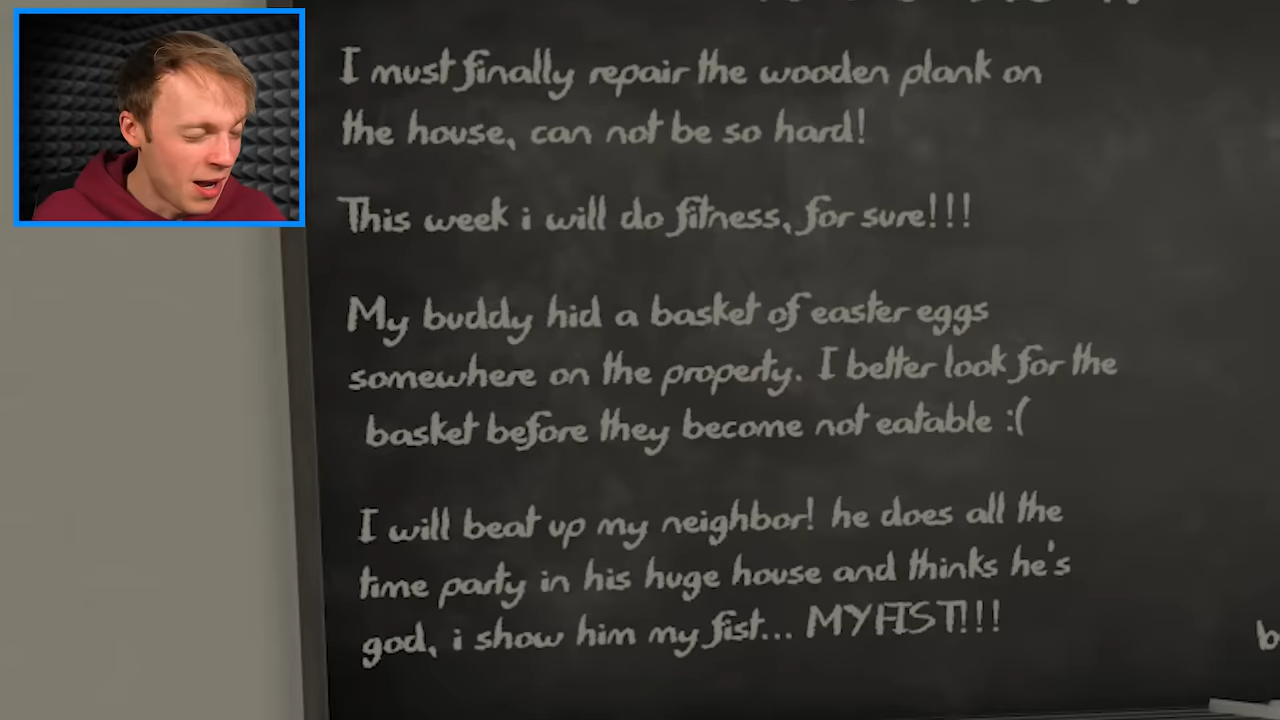 I must finally repair the wooden plank on
the house, can not be so hard!
This week i will do fitness, for sure!!!
My buddy hid a basket of easter eggs
somewhere on the property. I better look for the
basket before they become not eatable :(
I will beat up my neighbor! he does all the
time party in his huge house and thinks he's
god, i show him my fist... MY FIST!!!